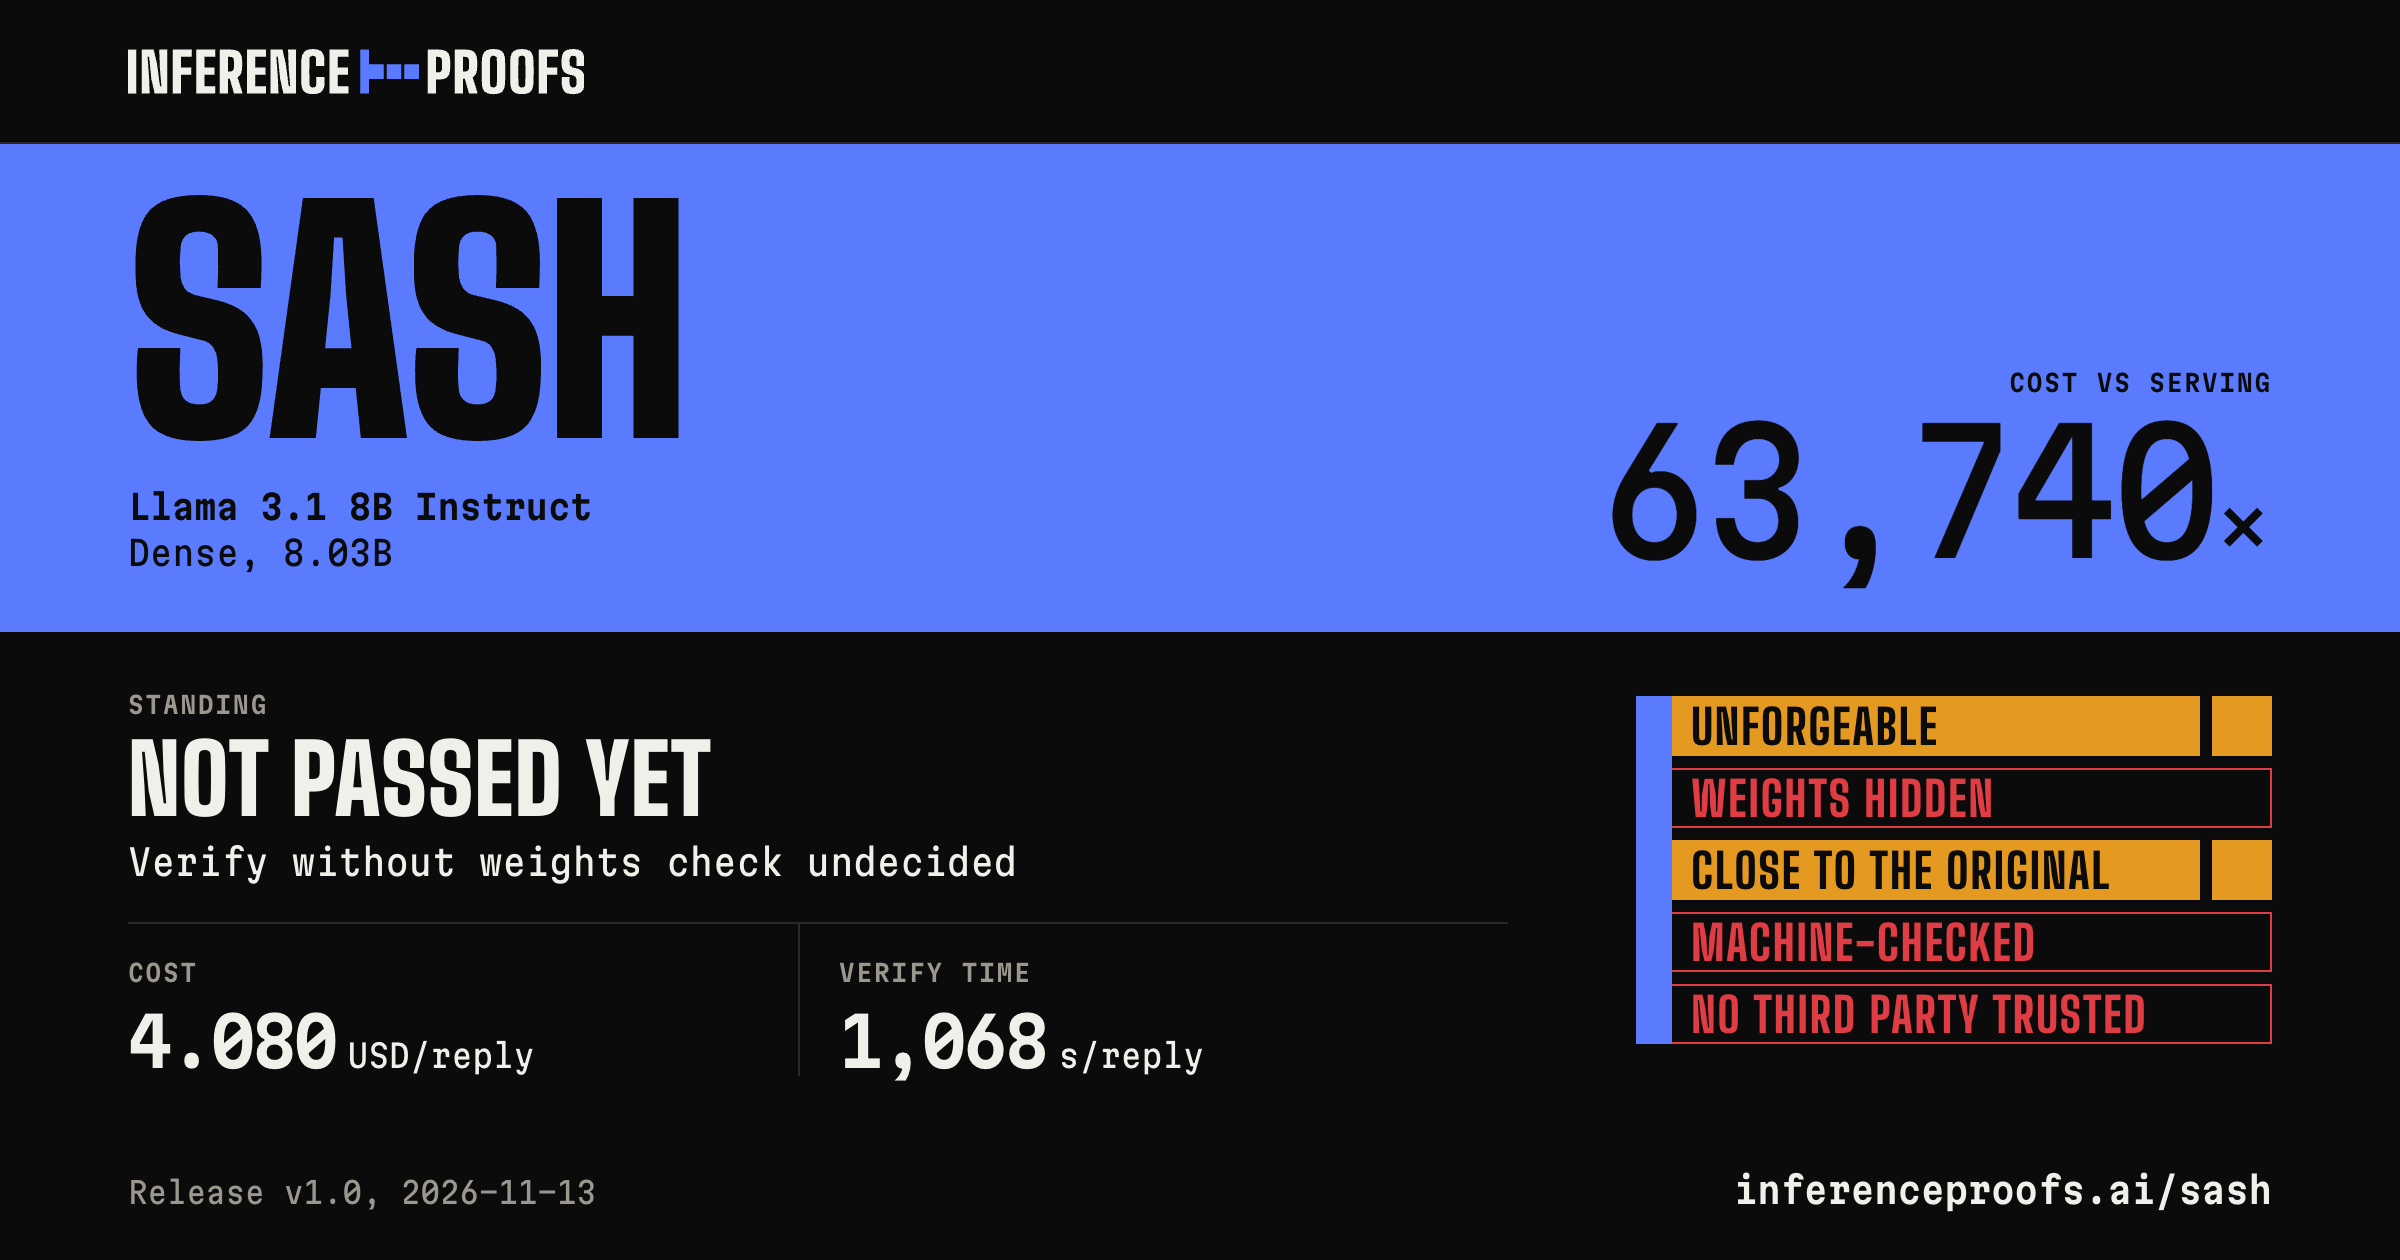 INFERENCE PROOFS
SASH
Llama 3.1 8B Instruct
Dense, 8.03B
COST VS SERVING
63,740×
STANDING
NOT PASSED YET
Verify without weights check undecided
COST
4.080 USD/reply
VERIFY TIME
1,068 s/reply
UNFORGEABLE
WEIGHTS HIDDEN
CLOSE TO THE ORIGINAL
MACHINE-CHECKED
NO THIRD PARTY TRUSTED
Release v1.0, 2026-11-13
inferenceproofs.ai/sash